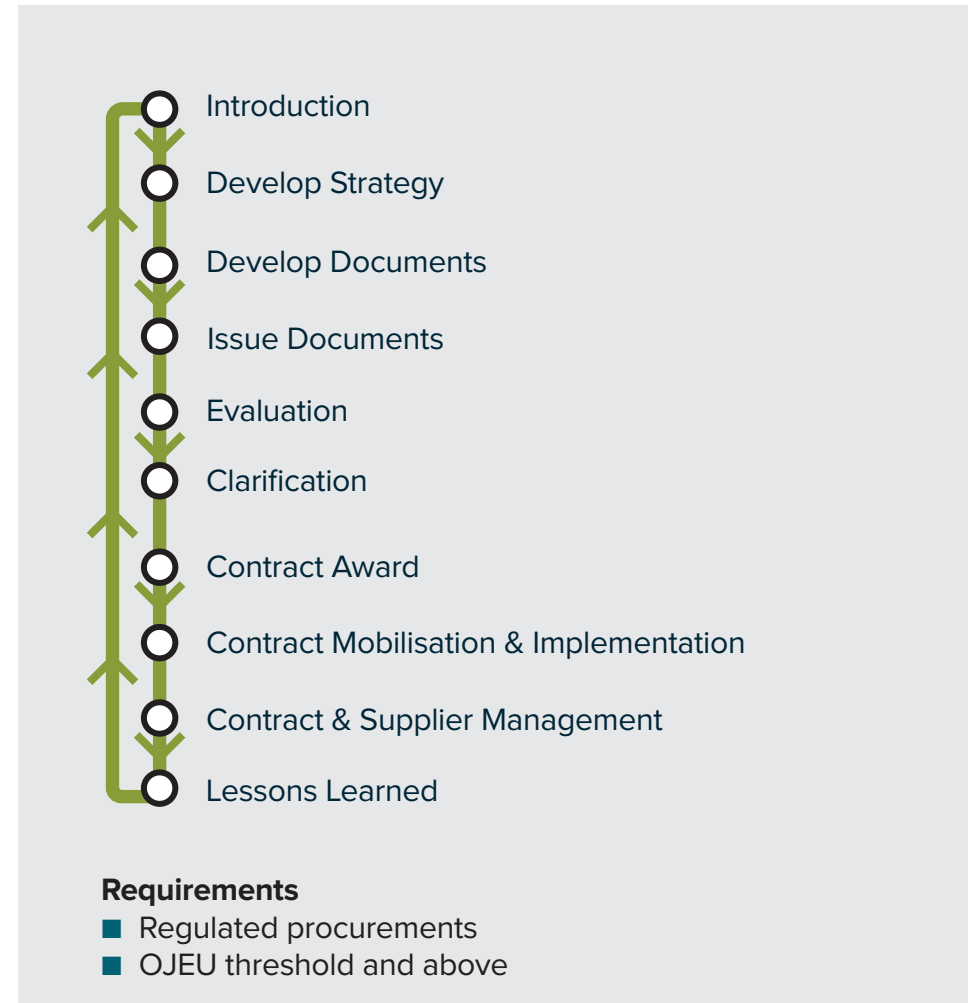 Introduction
Develop Strategy
Develop Documents
Issue Documents
Evaluation
Clarification
Contract Award
Contract Mobilisation & Implementation
Contract & Supplier Management
Lessons Learned
Requirements
Regulated procurements
OJEU threshold and above